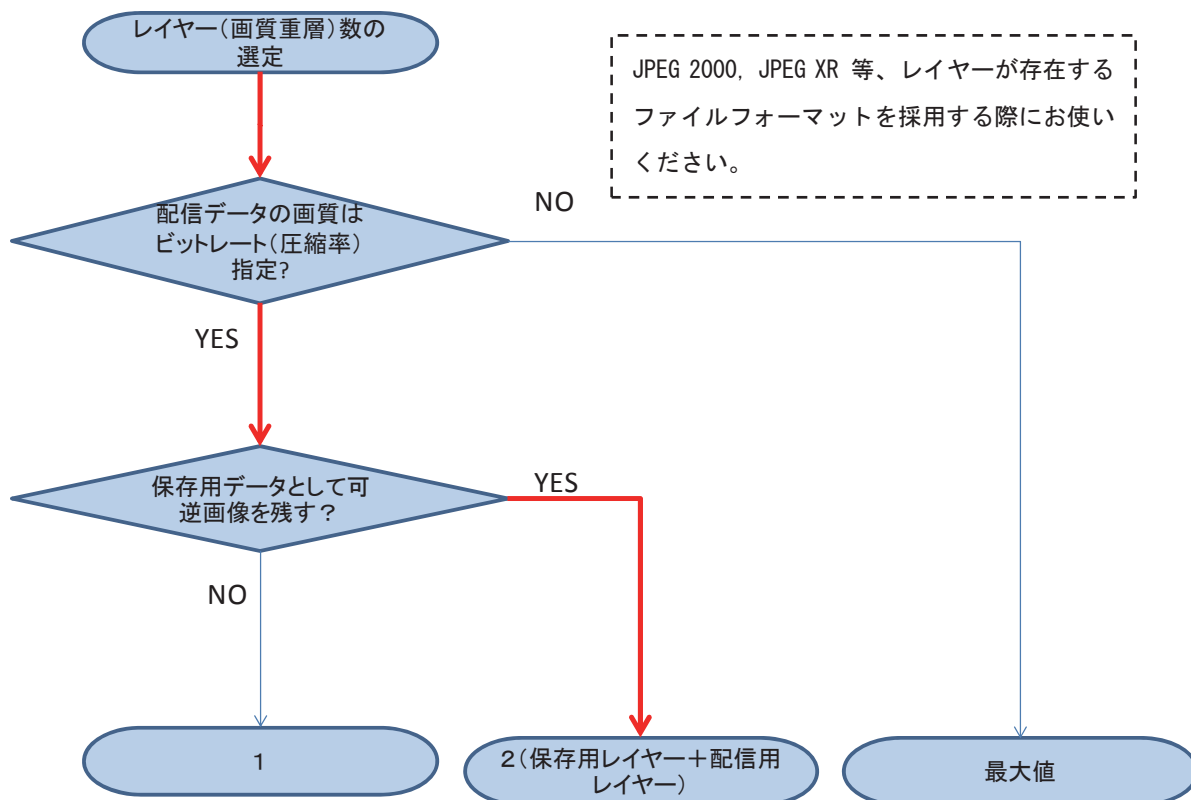 レイヤー(画質重層)数の
選定
JPEG 2000, JPEG XR 等、レイヤーが存在する
ファイルフォーマットを採用する際にお使い
ください。
配信データの画質は
ビットレート(圧縮率)
指定?
NO
YES
保存用データとして可
逆画像を残す？
YES
NO
1
２(保存用レイヤー＋配信用
レイヤー)
最大値